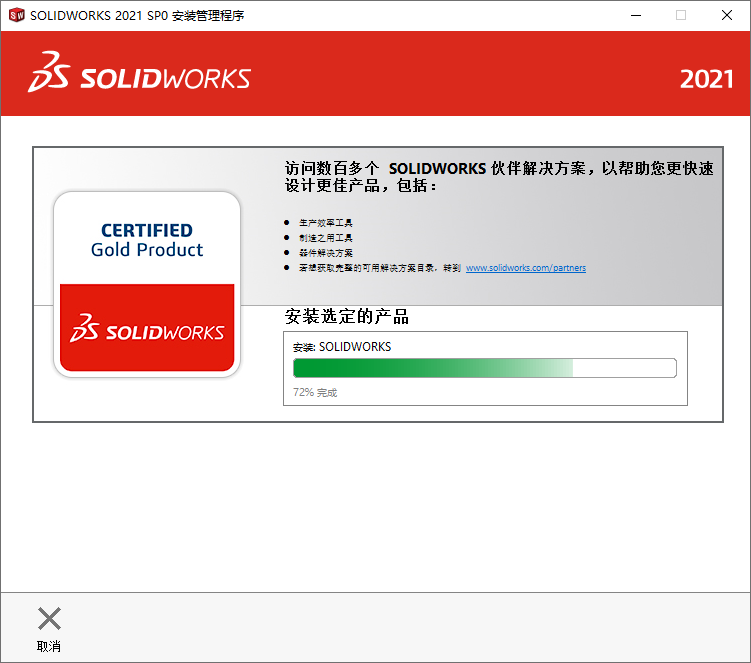 SOLIDWORKS 2021 SP0 安装管理程序
SOLIDWORKS
2021
访问数百多个 SOLIDWORKS 伙伴解决方案，以帮助您更快速
设计更佳产品，包括：
CERTIFIED
Gold Product
SOLIDWORKS
生产效率工具
制造之用工具
器件解决方案
若想获取完整的可用解决方案目录，转到 www.solidworks.com/partners
安装选定的产品
安装: SOLIDWORKS
72% 完成
取消